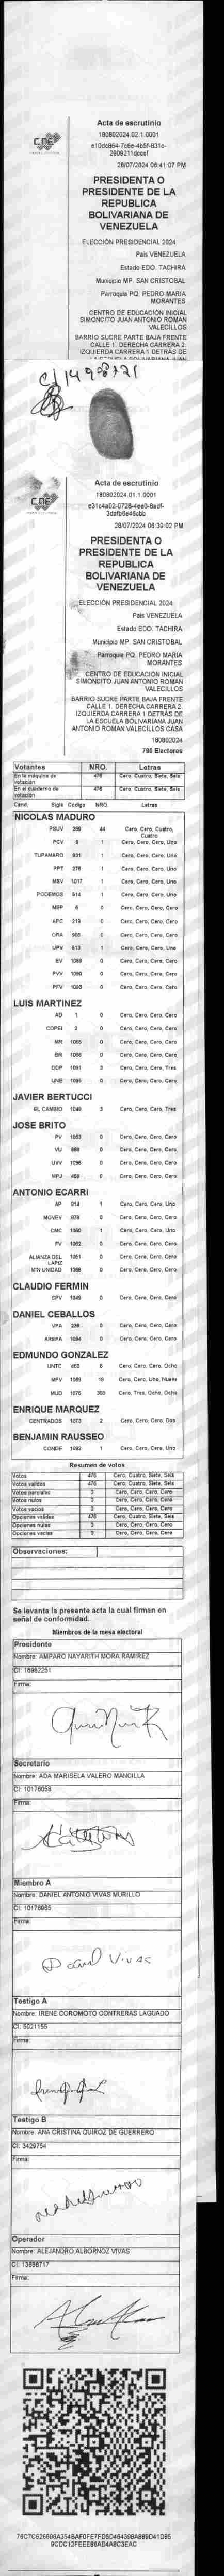 CNE
Acta de escrutinio
180802024.02.1.0001
28/07/2024 06:41:07 PM
PRESIDENTA O
PRESIDENTE DE LA
REPUBLICA
BOLIVARIANA DE
VENEZUELA
ELECCIÓN PRESIDENCIAL 2024
País VENEZUELA
Estado EDO. TACHIRA
Municipio MP. SAN CRISTOBAL
Parroquia PQ. PEDRO MARIA
MORANTES
CENTRO DE EDUCACIÓN INICIAL
SIMONCITO JUAN ANTONIO ROMAN
VALECILLOS
BARRIO SUCRE PARTE BAJA FRENTE
CALLE 1. DERECHA CARRERA 2.
IZQUIERDA CARRERA 1 DETRÁS DE
CNE
Acta de escrutinio
180802024.01.1.0001
28/07/2024 06:39:02 PM
PRESIDENTA O
PRESIDENTE DE LA
REPUBLICA
BOLIVARIANA DE
VENEZUELA
ELECCIÓN PRESIDENCIAL 2024
País VENEZUELA
Estado EDO. TACHIRA
Municipio MP. SAN CRISTOBAL
Parroquia PQ. PEDRO MARIA
MORANTES
CENTRO DE EDUCACIÓN INICIAL
SIMONCITO JUAN ANTONIO ROMAN
VALECILLOS
BARRIO SUCRE PARTE BAJA FRENTE
CALLE 1. DERECHA CARRERA 2.
IZQUIERDA CARRERA 1 DETRÁS DE
LA ESCUELA BOLIVARIANA JUAN
ANTONIO ROMAN VALECILLOS CASA
180802024
790 Electores
Votantes NRO. Letras
En la máquina de votación 476 Cero, Cuatro, Siete, Seis
En el cuaderno de votación 476 Cero, Cuatro, Siete, Seis
Cand. Sigla Código NRO. Letras
NICOLAS MADURO
PSUV 269 44 Cero, Cero, Cuatro, Cuatro
PCV 9 1 Cero, Cero, Cero, Uno
TUPAMARO 931 1 Cero, Cero, Cero, Uno
PPT 276 1 Cero, Cero, Cero, Uno
MSV 1017 1 Cero, Cero, Cero, Uno
PODEMOS 514 1 Cero, Cero, Cero, Uno
MEP 6 0 Cero, Cero, Cero, Cero
APC 219 0 Cero, Cero, Cero, Cero
ORA 906 0 Cero, Cero, Cero, Cero
UPV 613 1 Cero, Cero, Cero, Uno
EV 1089 0 Cero, Cero, Cero, Cero
PVV 1090 0 Cero, Cero, Cero, Cero
PFV 1083 0 Cero, Cero, Cero, Cero
LUIS MARTINEZ
AD 1 0 Cero, Cero, Cero, Cero
COPEI 2 0 Cero, Cero, Cero, Cero
MR 1065 0 Cero, Cero, Cero, Cero
BR 1066 0 Cero, Cero, Cero, Cero
DDP 1091 3 Cero, Cero, Cero, Tres
UNE 1095 0 Cero, Cero, Cero, Cero
JAVIER BERTUCCI
EL CAMBIO 1049 3 Cero, Cero, Cero, Tres
JOSE BRITO
PV 1053 0 Cero, Cero, Cero, Cero
VU 868 0 Cero, Cero, Cero, Cero
UVV 1056 0 Cero, Cero, Cero, Cero
MPJ 468 0 Cero, Cero, Cero, Cero
ANTONIO ECARRI
AP 914 1 Cero, Cero, Cero, Uno
MOVEV 878 0 Cero, Cero, Cero, Cero
CMC 1050 1 Cero, Cero, Cero, Uno
FV 1062 0 Cero, Cero, Cero, Cero
ALIANZA DEL LAPIZ 1051 0 Cero, Cero, Cero, Cero
MIN UNIDAD 1069 0 Cero, Cero, Cero, Cero
CLAUDIO FERMIN
SPV 1549 0 Cero, Cero, Cero, Cero
DANIEL CEBALLOS
VPA 336 0 Cero, Cero, Cero, Cero
AREPA 1084 0 Cero, Cero, Cero, Cero
EDMUNDO GONZALEZ
UNTC 460 8 Cero, Cero, Cero, Ocho
MPV 1069 19 Cero, Cero, Uno, Nueve
MUD 1075 388 Cero, Tres, Ocho, Ocho
ENRIQUE MARQUEZ
CENTRADOS 1073 2 Cero, Cero, Cero, Dos
BENJAMIN RAUSSEO
CONDE 1092 1 Cero, Cero, Cero, Uno
Resumen de votos
Votos 476 Cero, Cuatro, Siete, Seis
Votos validos 476 Cero, Cuatro, Siete, Seis
Votos parciales 0 Cero, Cero, Cero, Cero
Votos nulos 0 Cero, Cero, Cero, Cero
Votos vacios 0 Cero, Cero, Cero, Cero
Opciones validas 476 Cero, Cuatro, Siete, Seis
Opciones nulas 0 Cero, Cero, Cero, Cero
Opciones vacias 0 Cero, Cero, Cero, Cero
Observaciones:
Se levanta la presente acta la cual firman en
señal de conformidad.
Miembros de la mesa electoral
Presidente
Nombre: AMPARO NAYARITH MORA RAMIREZ
CI: 16982251
Firma:
Secretario
Nombre: ADA MARISELA VALERO MANCILLA
CI: 10176058
Firma:
Miembro A
Nombre: DANIEL ANTONIO VIVAS MURILLO
CI: 10176965
Firma:
Daniel Vivas
Testigo A
Nombre: IRENE COROMOTO CONTRERAS LAGUADO
CI: 5021155
Firma:
Testigo B
Nombre: ANA CRISTINA QUIROZ DE GUERRERO
CI: 3429754
Firma:
Operador
Nombre: ALEJANDRO ALBORNOZ VIVAS
CI: 13888717
Firma: